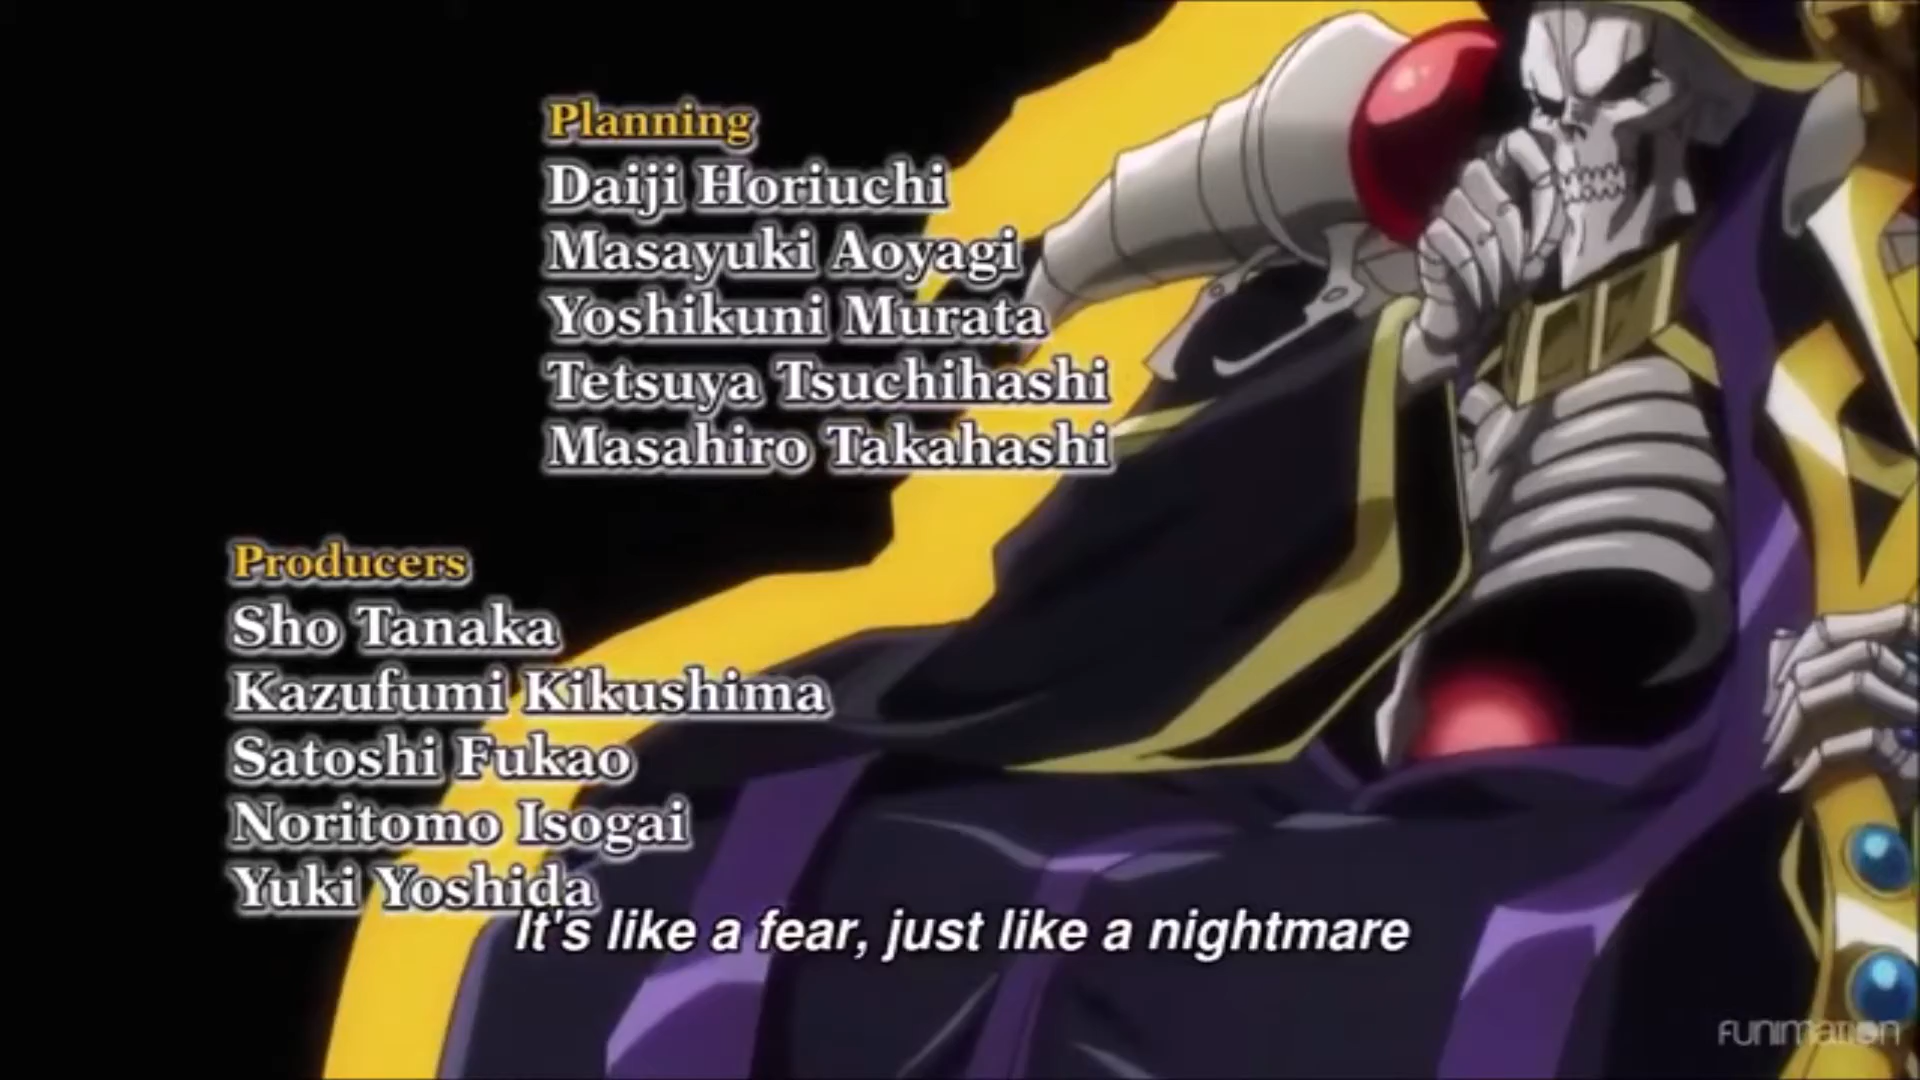 Planning
Daiji Horiuchi
Masayuki Aoyagi
Yoshikuni Murata
Tetsuya Tsuchihashi
Masahiro Takahashi
Producers
Sho Tanaka
Kazufumi Kikushima
Satoshi Fukao
Noritomo Isogai
Yuki Yoshida
It's like a fear, just like a nightmare
FUNIMATION